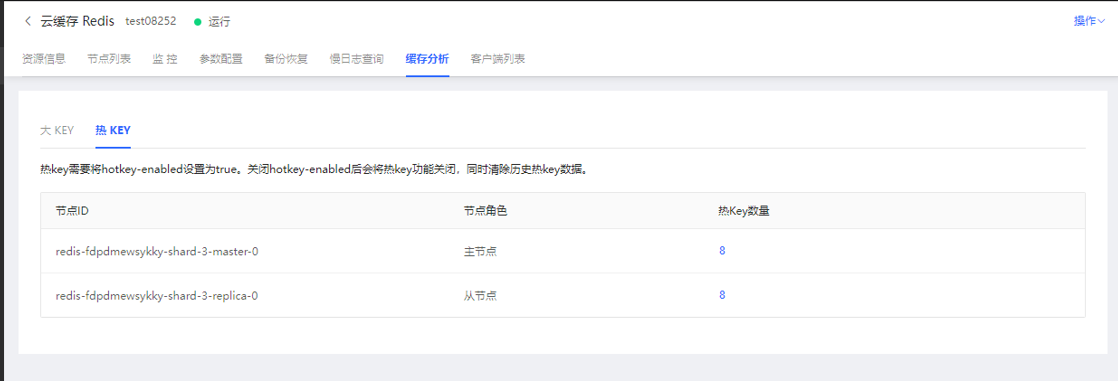 云缓存 Redis test08252 运行 操作
资源信息 节点列表 监 控 参数配置 备份恢复 慢日志查询 缓存分析 客户端列表
大 KEY 热 KEY
热key需要将hotkey-enabled设置为true。关闭hotkey-enabled后会将热key功能关闭，同时清除历史热key数据。
节点ID 节点角色 热Key数量
redis-fdpdmewsykky-shard-3-master-0 主节点 8
redis-fdpdmewsykky-shard-3-replica-0 从节点 8